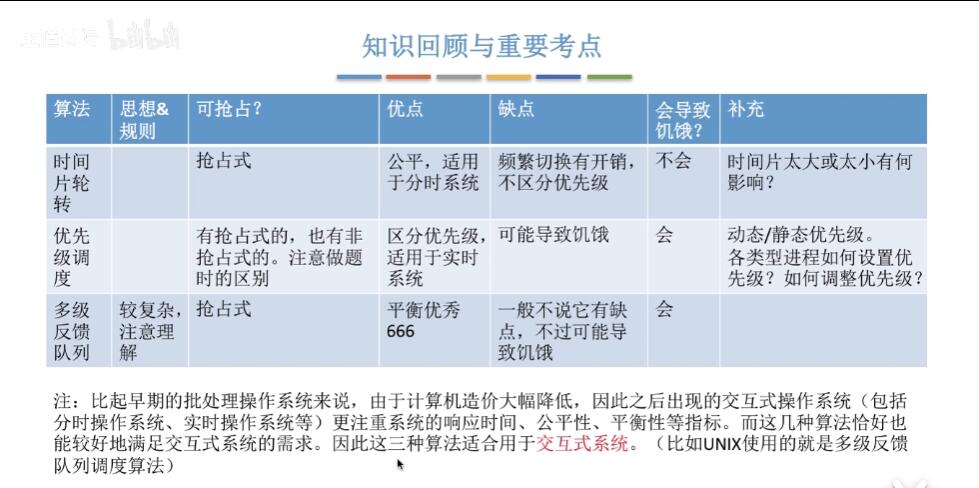 bilibili
知识回顾与重要考点
算法 思想& 可抢占？ 优点 缺点 会导致 补充
规则 饥饿？
时间 抢占式 公平，适用 频繁切换有开销， 不会 时间片太大或太小有何
片轮 于分时系统 不区分优先级 影响？
转
优先 有抢占式的，也有非 区分优先级， 可能导致饥饿 会 动态/静态优先级。
级调 抢占式的。注意做题 适用于实时 各类型进程如何设置优
度 时的区别 系统 先级？如何调整优先级？
多级 较复杂， 抢占式 平衡优秀 一般不说它有缺 会
反馈 注意理 666 点，不过可能导
队列 解 致饥饿
注：比起早期的批处理操作系统来说，由于计算机造价大幅降低，因此之后出现的交互式操作系统（包括
分时操作系统、实时操作系统等）更注重系统的响应时间、公平性、平衡性等指标。而这几种算法恰好也
能较好地满足交互式系统的需求。因此这三种算法适合用于交互式系统。（比如UNIX使用的就是多级反馈
队列调度算法）